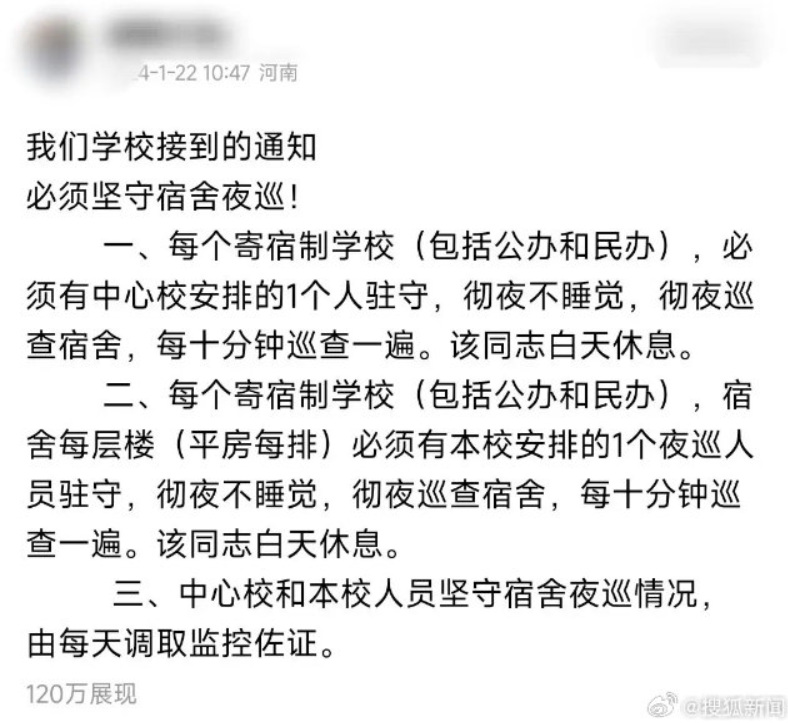 4-1-22 10:47 河南
我们学校接到的通知
必须坚守宿舍夜巡！
一、每个寄宿制学校（包括公办和民办），必
须有中心校安排的1个人驻守，彻夜不睡觉，彻夜巡
查宿舍，每十分钟巡查一遍。该同志白天休息。
二、每个寄宿制学校（包括公办和民办），宿
舍每层楼（平房每排）必须有本校安排的1个夜巡人
员驻守，彻夜不睡觉，彻夜巡查宿舍，每十分钟巡
查一遍。该同志白天休息。
三、中心校和本校人员坚守宿舍夜巡情况，
由每天调取监控佐证。
120万展现
@搜狐新闻